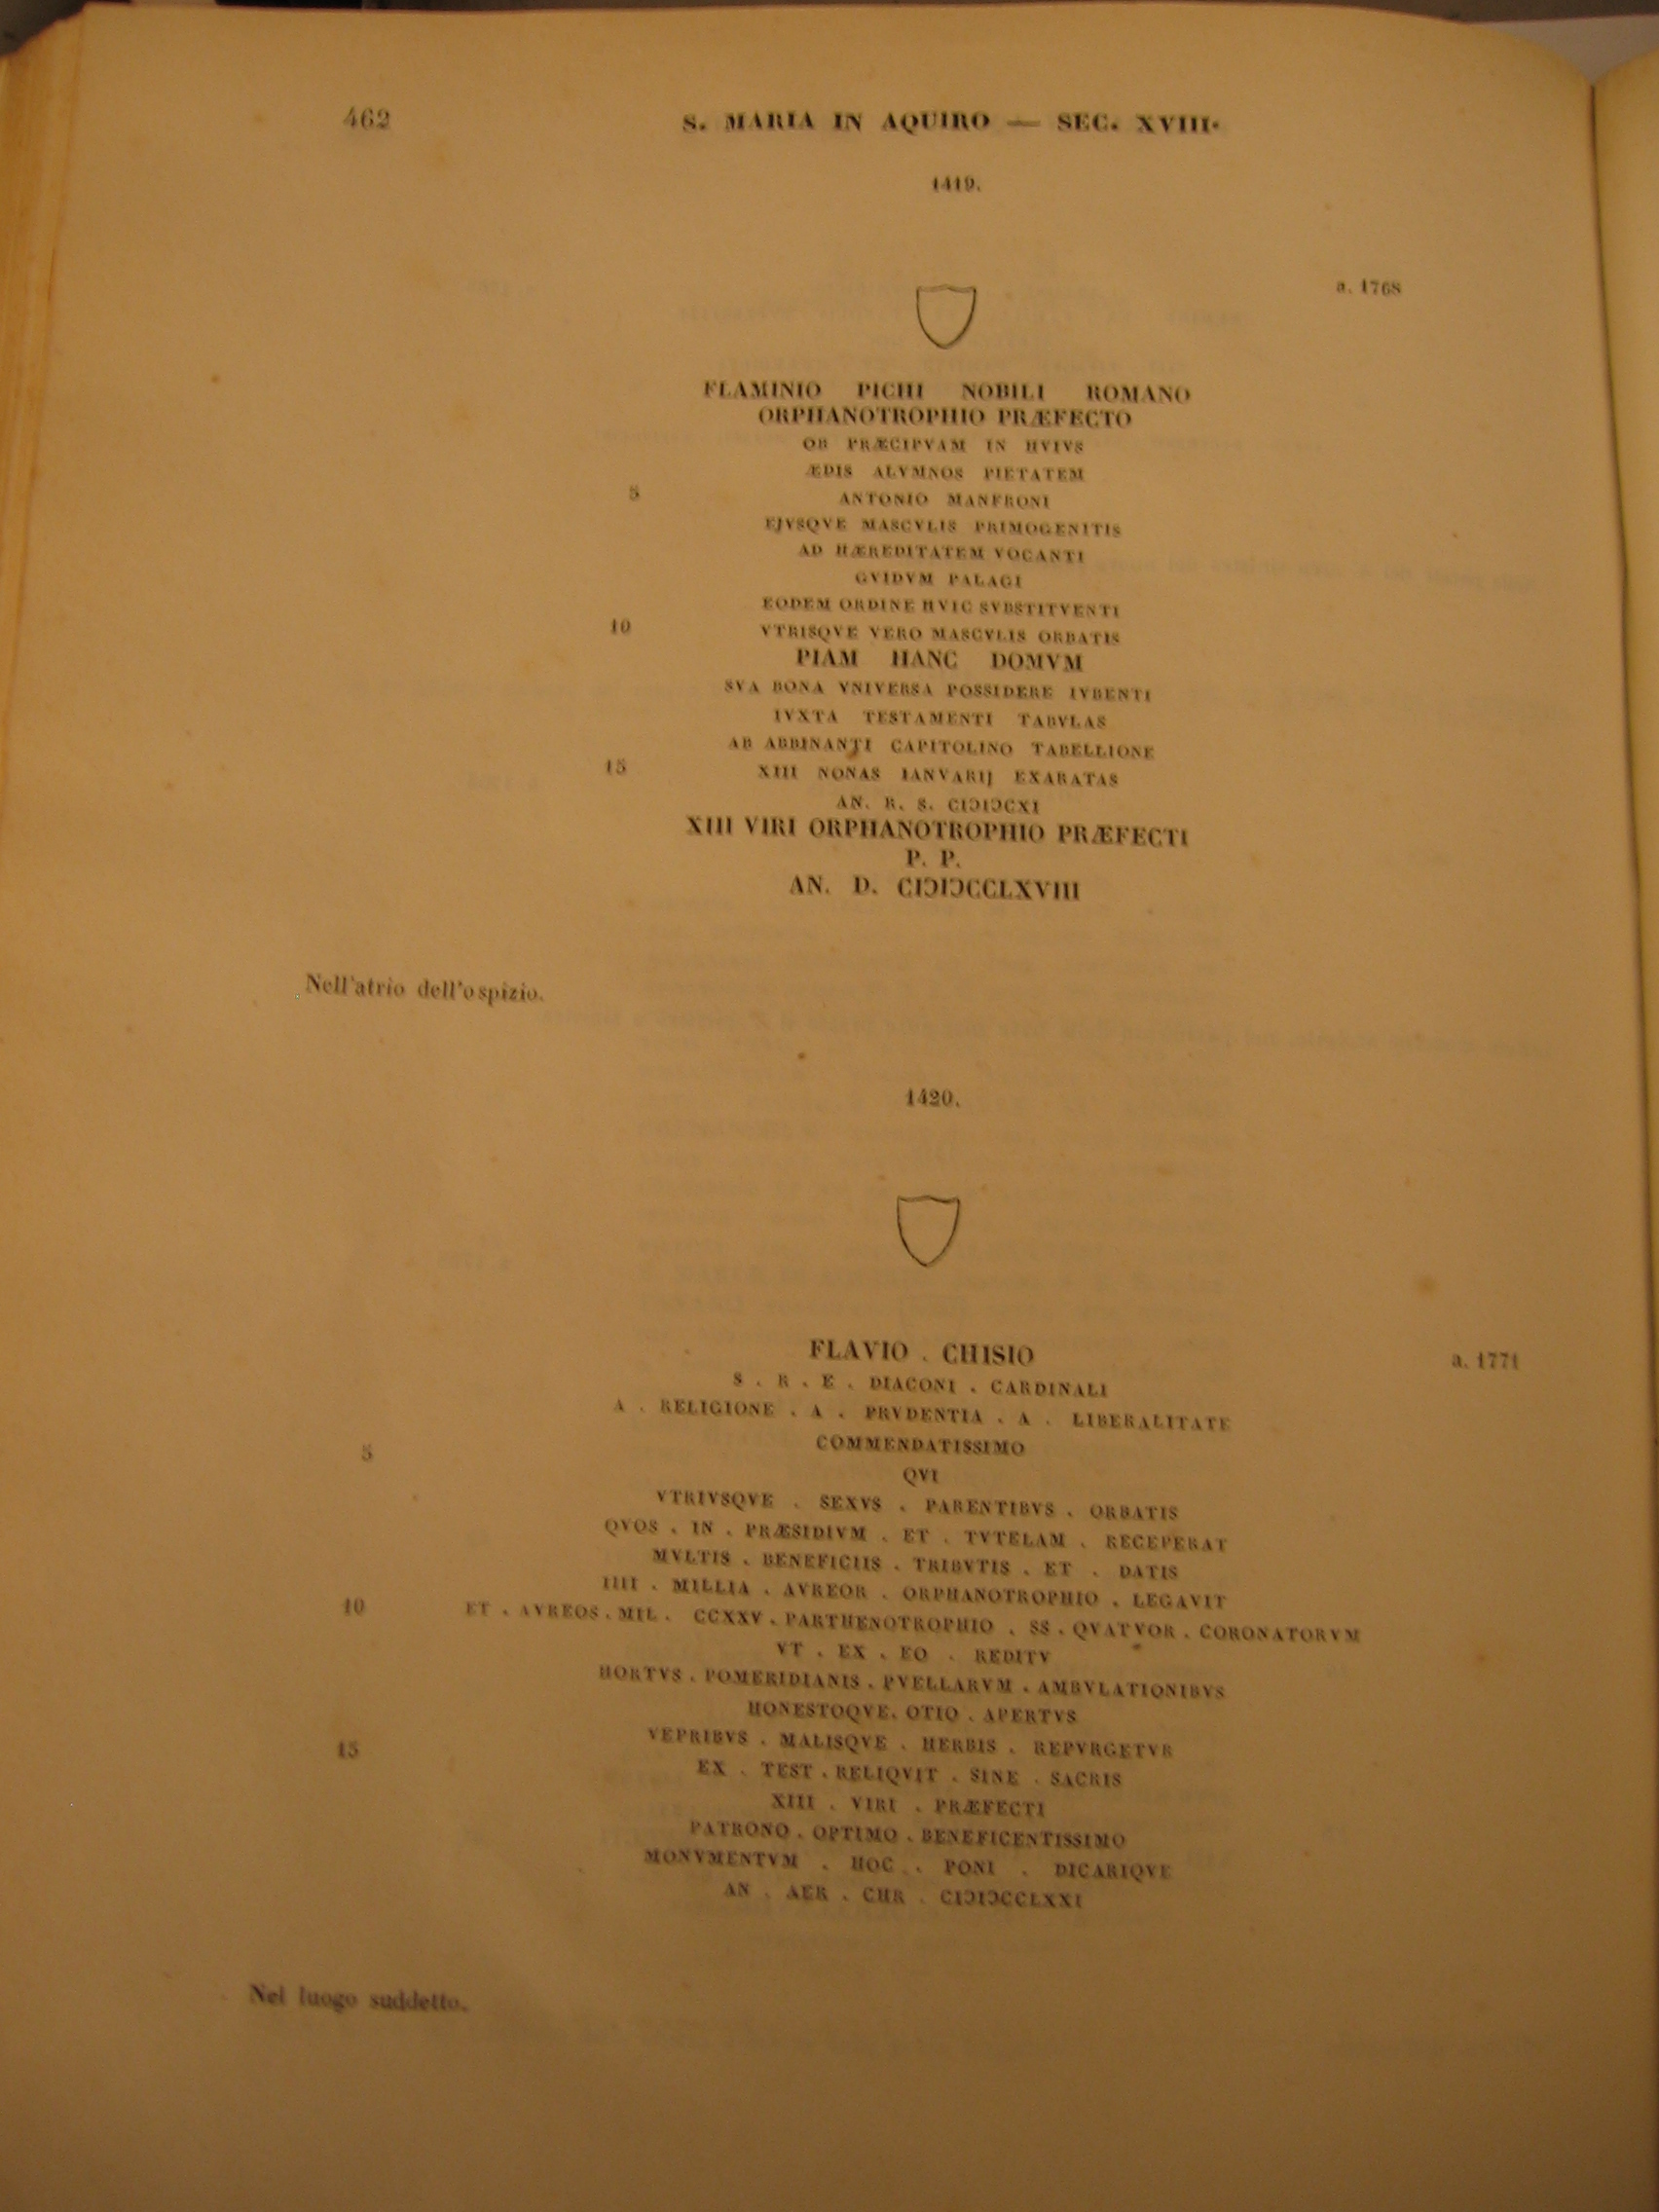 462
S. MARIA IN AQUIRO — SEC. XVIII.
1419.
a. 1768
FLAMINIO PICHI NOBILI ROMANO
ORPHANOTROPHIO PRÆFECTO
OB PRÆCIPVAM IN HVIVS
ÆDIS ALVMNOS PIETATEM
5 ANTONIO MANFRONI
EJVSQVE MASCVLIS PRIMOGENITIS
AD HÆREDITATEM VOCANTI
GVIDVM PALAGI
EODEM ORDINE HVIC SVBSTITVENTI
10 VTRISQVE VERO MASCVLIS ORBATIS
PIAM HANC DOMVM
SVA BONA VNIVERSA POSSIDERE IVBENTI
IVXTA TESTAMENTI TABVLAS
AB ABBINANTI CAPITOLINO TABELLIONE
15 XIII NONAS IANVARIJ EXARATAS
AN. R. S. CIↃIↃCXI
XIII VIRI ORPHANOTROPHIO PRÆFECTI
P. P.
AN. D. CIↃIↃCCLXVIII
Nell'atrio dell'ospizio.
1420.
FLAVIO . CHISIO
a. 1771
S . R . E . DIACONI . CARDINALI
A . RELIGIONE . A . PRVDENTIA . A . LIBERALITATE
COMMENDATISSIMO
5 QVI
VTRIVSQVE . SEXVS . PARENTIBVS . ORBATIS
QVOS . IN . PRÆSIDIVM . ET . TVTELAM . RECEPERAT
MVLTIS . BENEFICIIS . TRIBVTIS . ET . DATIS
IIII . MILLIA . AVREOR . ORPHANOTROPHIO . LEGAVIT
10 ET . AVREOS . MIL . CCXXV . PARTHENOTROPHIO . SS . QVATVOR . CORONATORVM
VT . EX . EO . REDITV
HORTVS . POMERIDIANIS . PVELLARVM . AMBVLATIONIBVS
HONESTOQVE . OTIO . APERTVS
VEPRIBVS . MALISQVE . HERBIS . REPVRGETVR
15 EX . TEST . RELIQVIT . SINE . SACRIS
XIII . VIRI . PRÆFECTI
PATRONO . OPTIMO . BENEFICENTISSIMO
MONVMENTVM . HOC . PONI . DICARIQVE
AN . AER . CHR . CIↃIↃCCLXXI
Nel luogo suddetto.